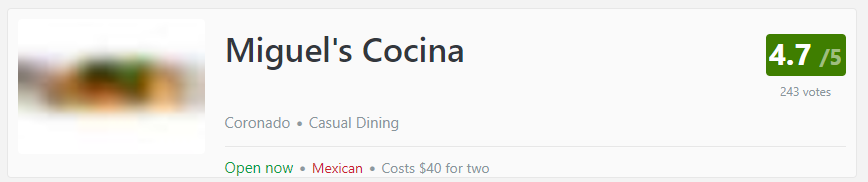 Miguel's Cocina
4.7 /5
243 votes
Coronado • Casual Dining
Open now • Mexican • Costs $40 for two